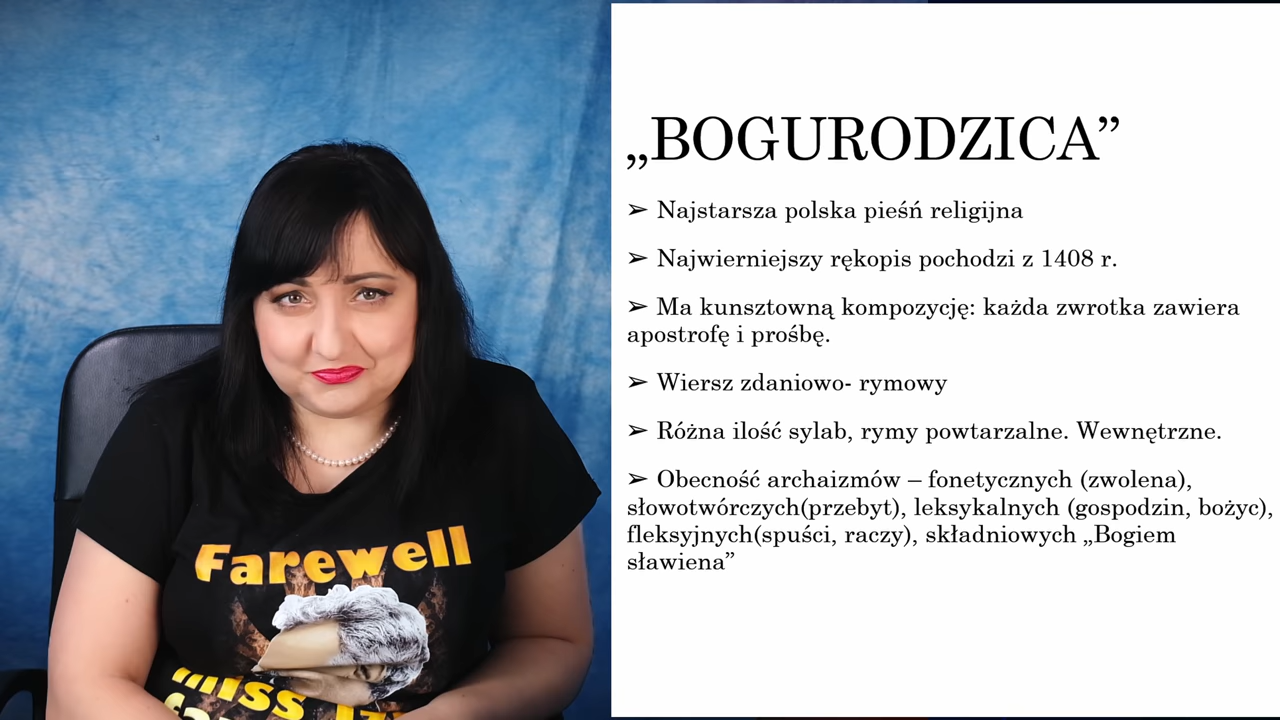 „BOGURODZICA”
➢ Najstarsza polska pieśń religijna
➢ Najwierniejszy rękopis pochodzi z 1408 r.
➢ Ma kunsztowną kompozycję: każda zwrotka zawiera
apostrofę i prośbę.
➢ Wiersz zdaniowo- rymowy
➢ Różna ilość sylab, rymy powtarzalne. Wewnętrzne.
➢ Obecność archaizmów – fonetycznych (zwolena),
słowotwórczych(przebyt), leksykalnych (gospodzin, bożyc),
fleksyjnych(spuści, raczy), składniowych „Bogiem
sławiena”
Farewell
miss